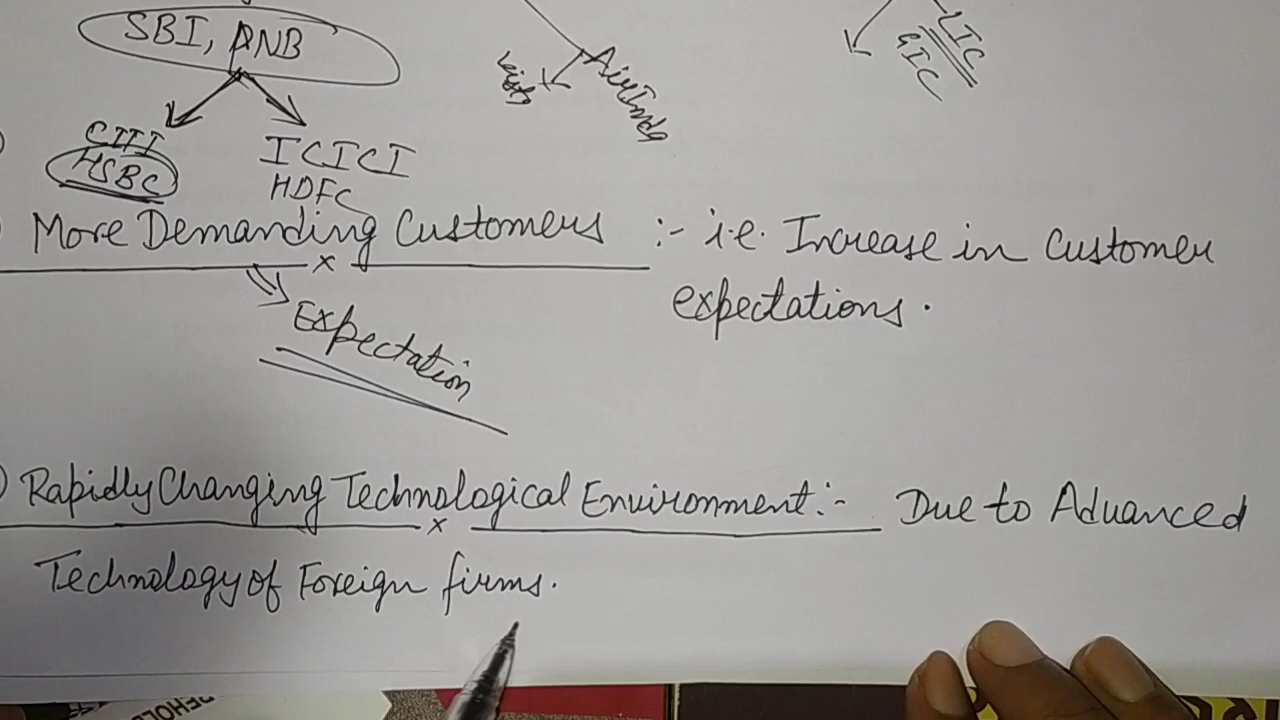 SBI, PNB
CITI
HSBC
ICICI
HDFC
LIC
GIC
More Demanding Customers :- i.e. Increase in Customer
expectations.
Expectation
Rapidly Changing Technological Environment :- Due to Advanced
Technology of Foreign firms.